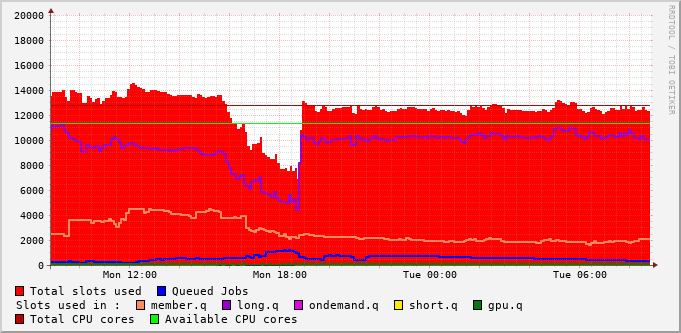 20000
18000
16000
14000
12000
10000
8000
6000
4000
2000
0
Mon 12:00 Mon 18:00 Tue 00:00 Tue 06:00
RRDTOOL / TOBI OETIKER
Total slots used Queued Jobs
Slots used in : member.q long.q ondemand.q short.q gpu.q
Total CPU cores Available CPU cores